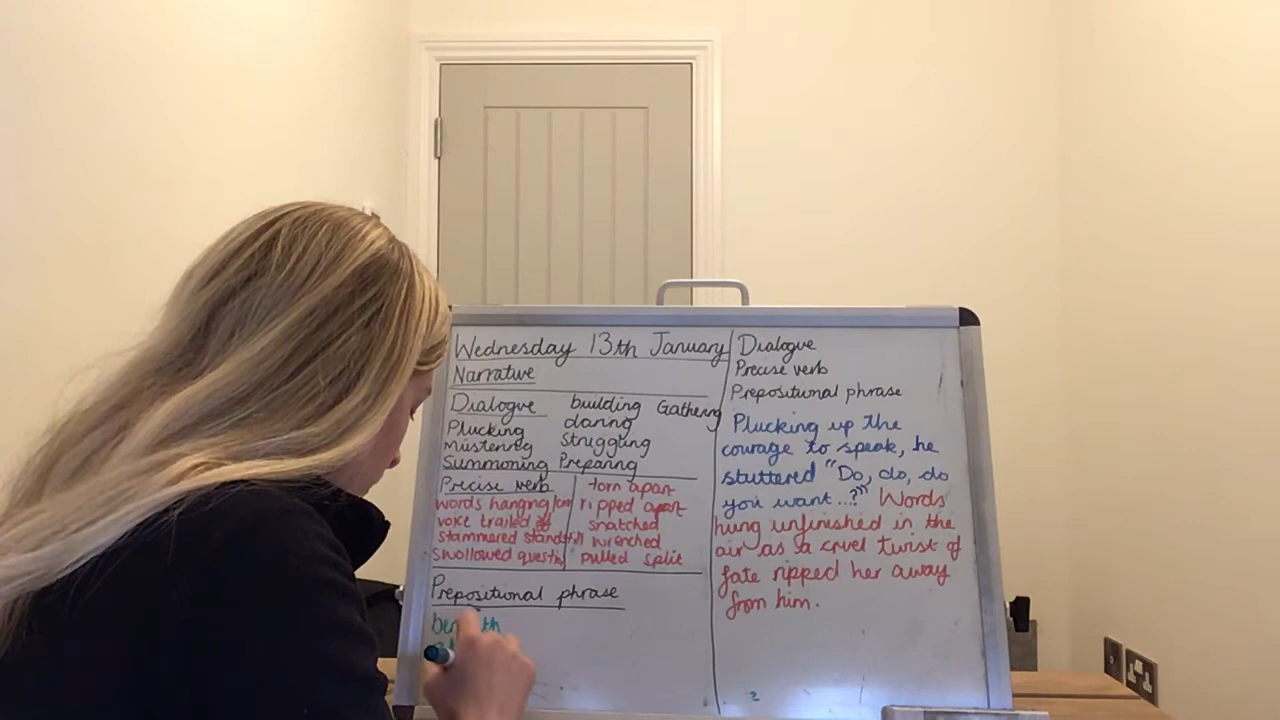 Wednesday 13th January
Narrative
Dialogue building Gathering
Plucking daring
Mustering Struggling
Summoning Preparing
Precise verb torn apart
words hanging ripped apart
voice trailed off snatched
stammered standstill wrenched
swallowed question pulled split
Prepositional phrase
Dialogue
Precise verb
Prepositional phrase
Plucking up the
courage to speak, he
stuttered "Do, do, do
you want...?" Words
hung unfinished in the
air as a cruel twist of
fate ripped her away
from him.